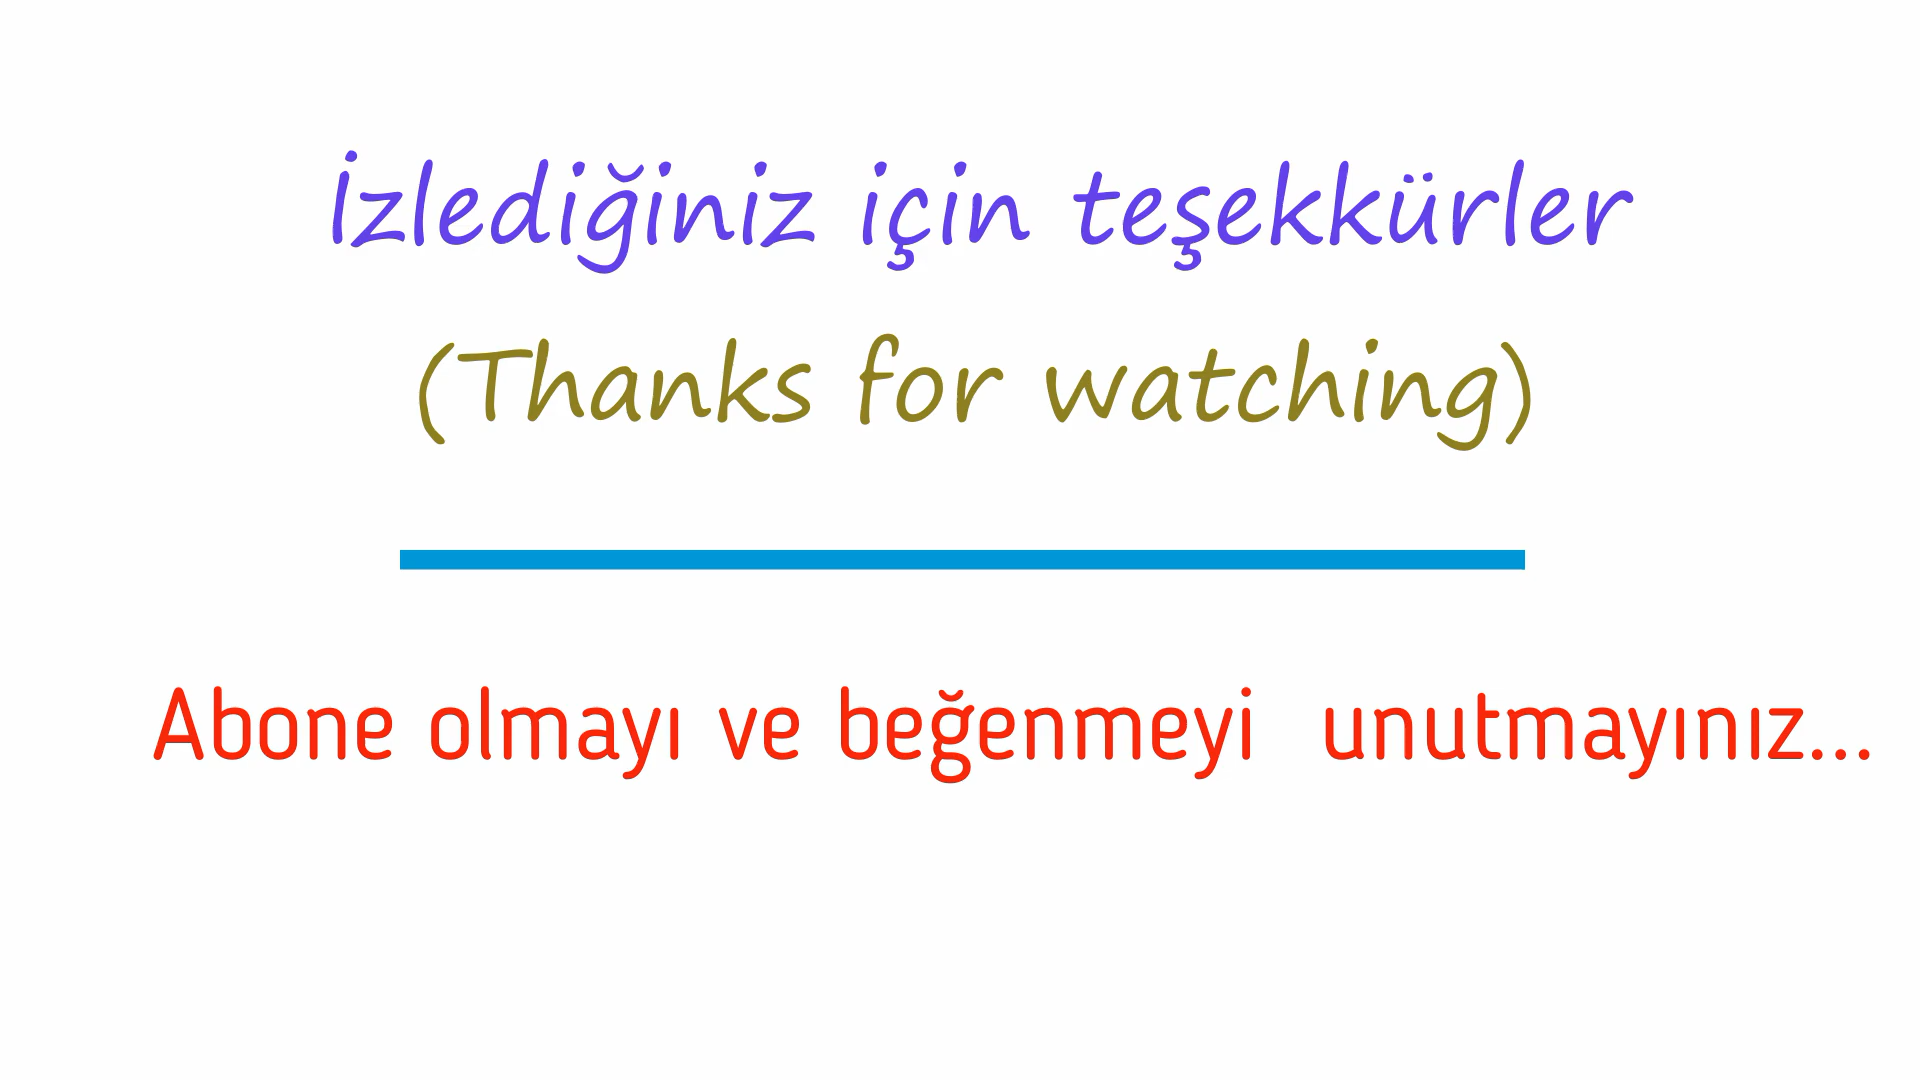 İzlediğiniz için teşekkürler
(Thanks for watching)
Abone olmayı ve beğenmeyi unutmayınız...